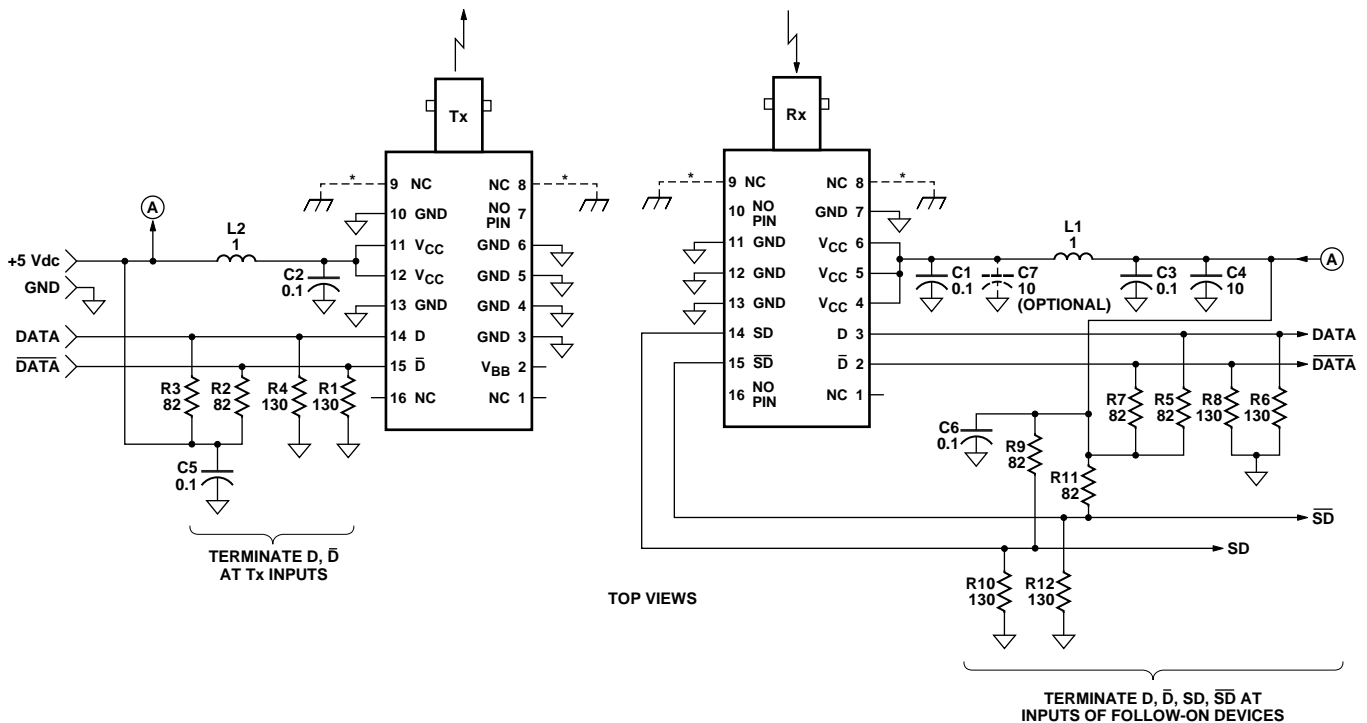 Tx
Rx
*
9 NC
NC 8
*
10 GND
NO PIN 7
11 VCC
GND 6
12 VCC
GND 5
13 GND
GND 4
14 D
GND 3
15 D̅
VBB 2
16 NC
NC 1
A
+5 Vdc
GND
DATA
D̅A̅T̅A̅
L2
1
C2
0.1
R3
82
R2
82
R4
130
R1
130
C5
0.1
TERMINATE D, D̅
AT Tx INPUTS
*
9 NC
NC 8
*
10 NO PIN
GND 7
11 GND
VCC 6
12 GND
VCC 5
13 GND
VCC 4
14 SD
D 3
15 S̅D̅
D̅ 2
16 NO PIN
NC 1
L1
1
C1
0.1
C7
10
(OPTIONAL)
C3
0.1
C4
10
A
DATA
D̅A̅T̅A̅
R7
82
R5
82
R8
130
R6
130
C6
0.1
R9
82
R11
82
S̅D̅
SD
R10
130
R12
130
TOP VIEWS
TERMINATE D, D̅, SD, S̅D̅ AT
INPUTS OF FOLLOW-ON DEVICES